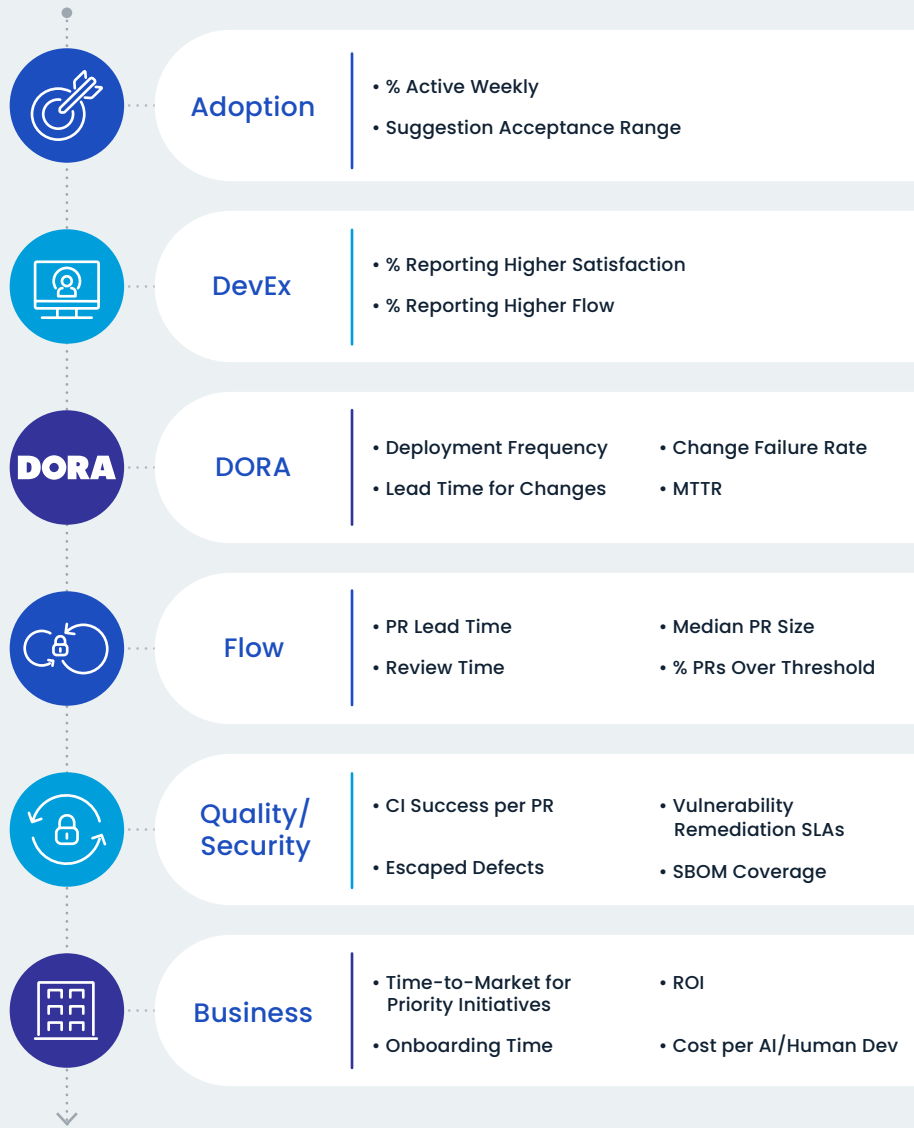 Adoption
• % Active Weekly
• Suggestion Acceptance Range
DevEx
• % Reporting Higher Satisfaction
• % Reporting Higher Flow
DORA
DORA
• Deployment Frequency
• Lead Time for Changes
• Change Failure Rate
• MTTR
Flow
• PR Lead Time
• Review Time
• Median PR Size
• % PRs Over Threshold
Quality/
Security
• CI Success per PR
• Escaped Defects
• Vulnerability
Remediation SLAs
• SBOM Coverage
Business
• Time-to-Market for
Priority Initiatives
• Onboarding Time
• ROI
• Cost per AI/Human Dev